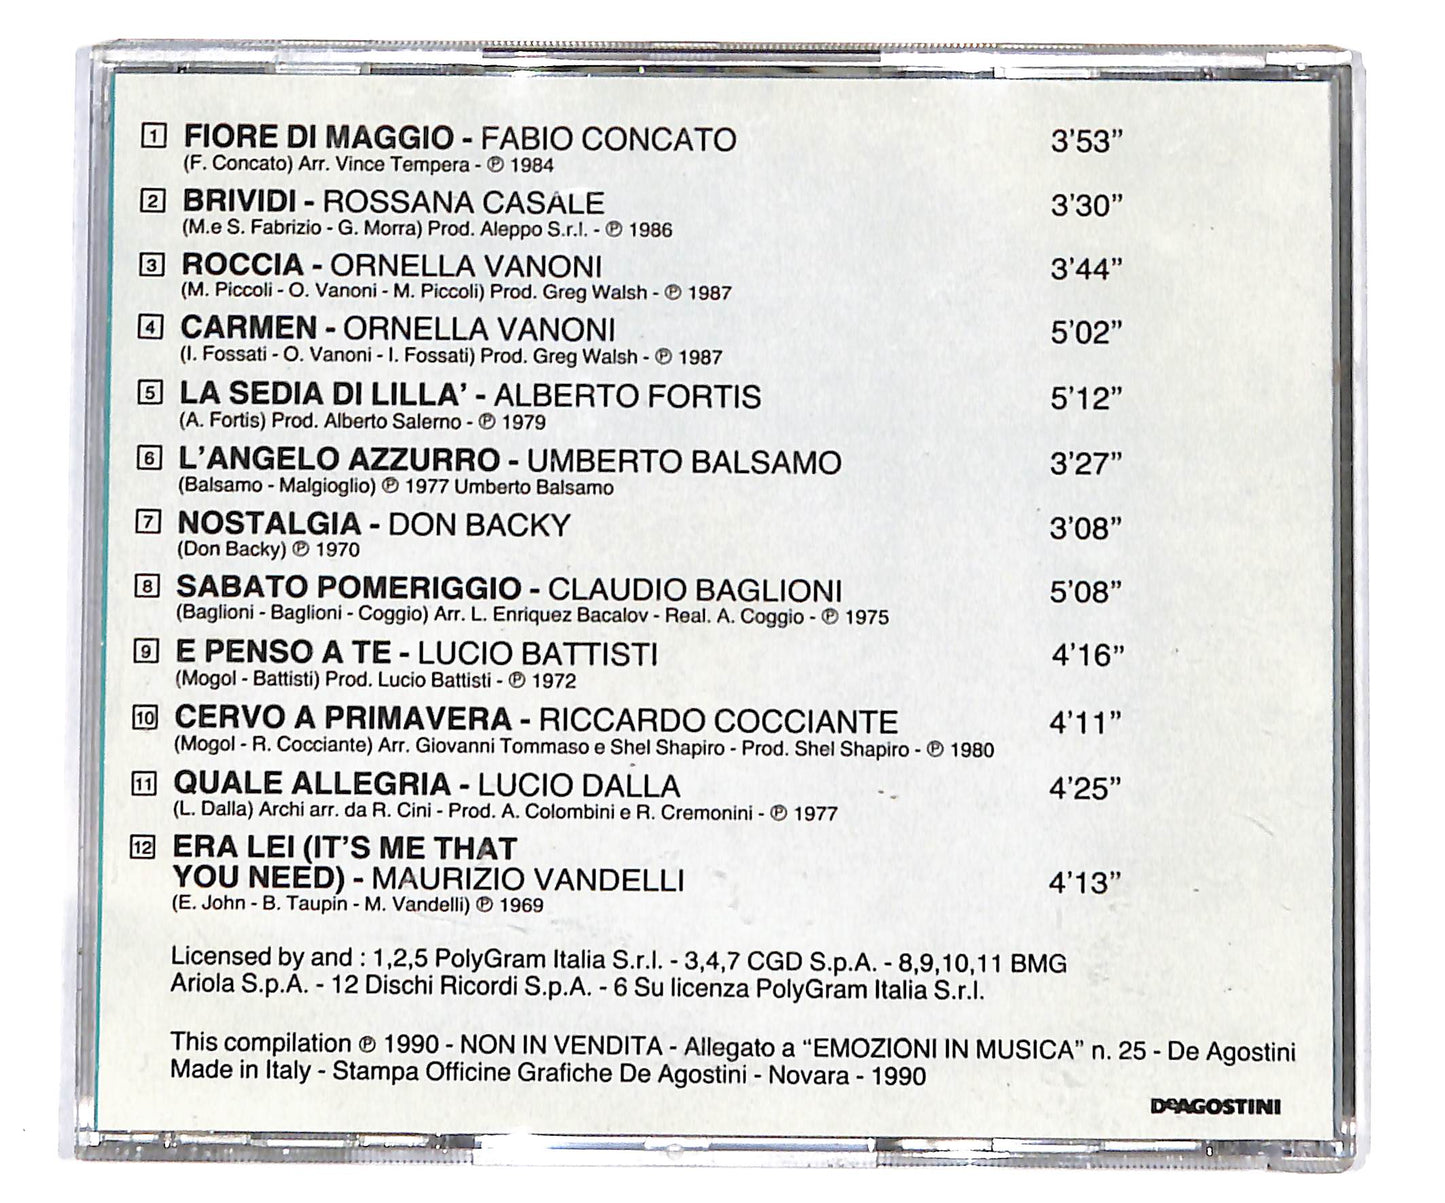 1 FIORE DI MAGGIO - FABIO CONCATO 3'53"
(F. Concato) Arr. Vince Tempera - ℗ 1984
2 BRIVIDI - ROSSANA CASALE 3'30"
(M.e S. Fabrizio - G. Morra) Prod. Aleppo S.r.l. - ℗ 1986
3 ROCCIA - ORNELLA VANONI 3'44"
(M. Piccoli - O. Vanoni - M. Piccoli) Prod. Greg Walsh - ℗ 1987
4 CARMEN - ORNELLA VANONI 5'02"
(I. Fossati - O. Vanoni - I. Fossati) Prod. Greg Walsh - ℗ 1987
5 LA SEDIA DI LILLA' - ALBERTO FORTIS 5'12"
(A. Fortis) Prod. Alberto Salerno - ℗ 1979
6 L'ANGELO AZZURRO - UMBERTO BALSAMO 3'27"
(Balsamo - Malgioglio) ℗ 1977 Umberto Balsamo
7 NOSTALGIA - DON BACKY 3'08"
(Don Backy) ℗ 1970
8 SABATO POMERIGGIO - CLAUDIO BAGLIONI 5'08"
(Baglioni - Baglioni - Coggio) Arr. L. Enriquez Bacalov - Real. A. Coggio - ℗ 1975
9 E PENSO A TE - LUCIO BATTISTI 4'16"
(Mogol - Battisti) Prod. Lucio Battisti - ℗ 1972
10 CERVO A PRIMAVERA - RICCARDO COCCIANTE 4'11"
(Mogol - R. Cocciante) Arr. Giovanni Tommaso e Shel Shapiro - Prod. Shel Shapiro - ℗ 1980
11 QUALE ALLEGRIA - LUCIO DALLA 4'25"
(L. Dalla) Archi arr. da R. Cini - Prod. A. Colombini e R. Cremonini - ℗ 1977
12 ERA LEI (IT'S ME THAT
YOU NEED) - MAURIZIO VANDELLI 4'13"
(E. John - B. Taupin - M. Vandelli) ℗ 1969
Licensed by and : 1,2,5 PolyGram Italia S.r.l. - 3,4,7 CGD S.p.A. - 8,9,10,11 BMG
Ariola S.p.A. - 12 Dischi Ricordi S.p.A. - 6 Su licenza PolyGram Italia S.r.l.
This compilation ℗ 1990 - NON IN VENDITA - Allegato a "EMOZIONI IN MUSICA" n. 25 - De Agostini
Made in Italy - Stampa Officine Grafiche De Agostini - Novara - 1990
DeAGOSTINI